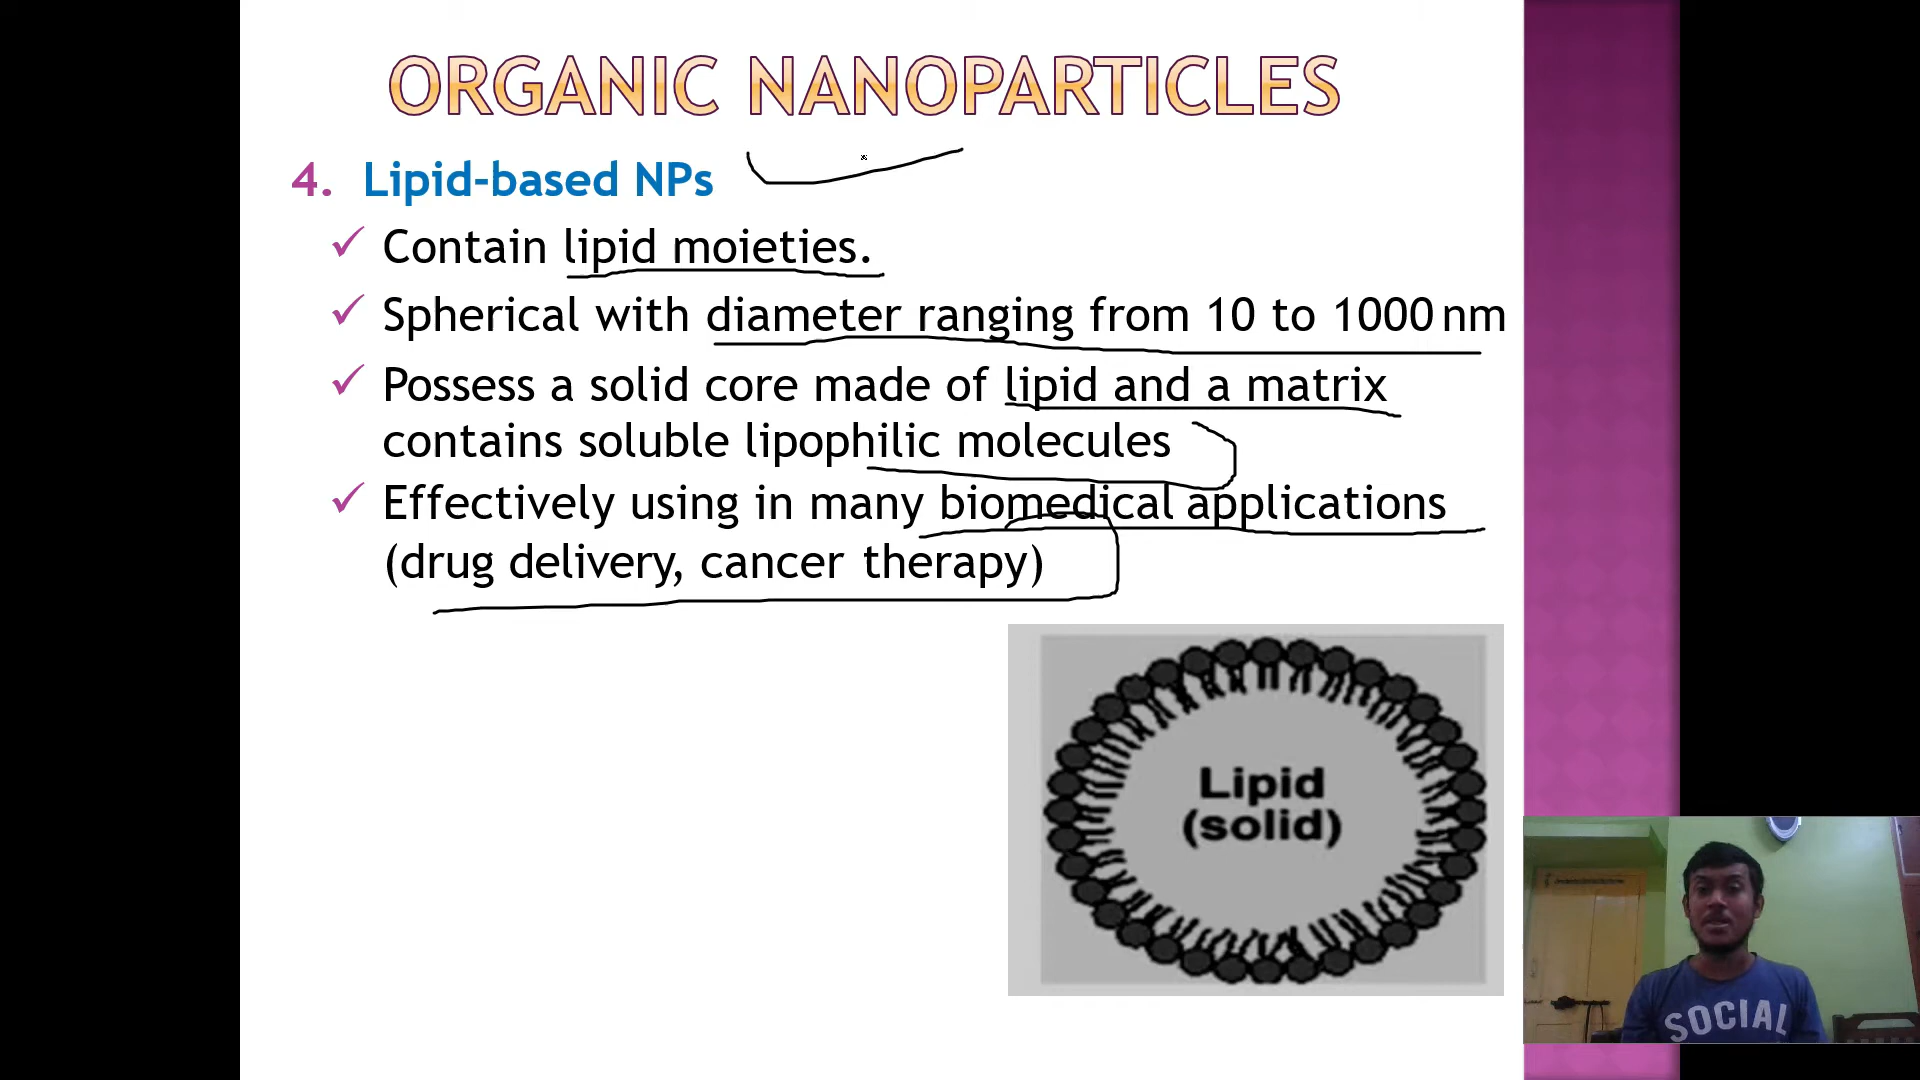 ORGANIC NANOPARTICLES
4. Lipid-based NPs
✓ Contain lipid moieties.
✓ Spherical with diameter ranging from 10 to 1000 nm
✓ Possess a solid core made of lipid and a matrix
contains soluble lipophilic molecules
✓ Effectively using in many biomedical applications
(drug delivery, cancer therapy)
Lipid
(solid)
SOCIAL